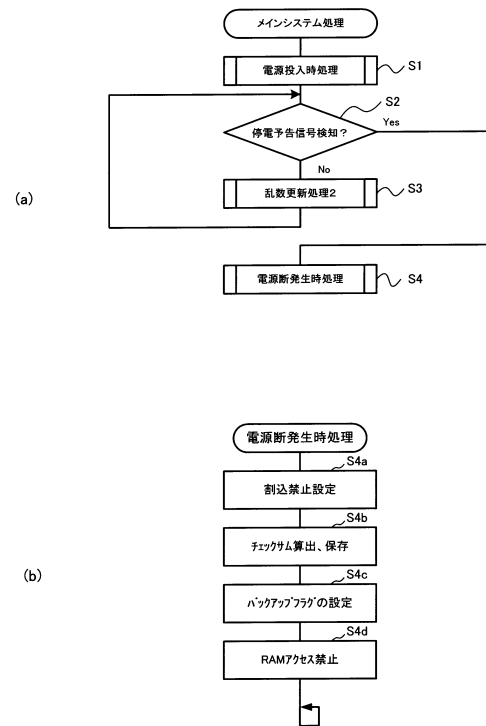 メインシステム処理
電源投入時処理
S1
S2
停電予告信号検知？
Yes
No
(a)
乱数更新処理2
S3
電源断発生時処理
S4
電源断発生時処理
S4a
割込禁止設定
S4b
チェックサム算出、保存
(b)
S4c
バックアップフラグの設定
S4d
RAMアクセス禁止